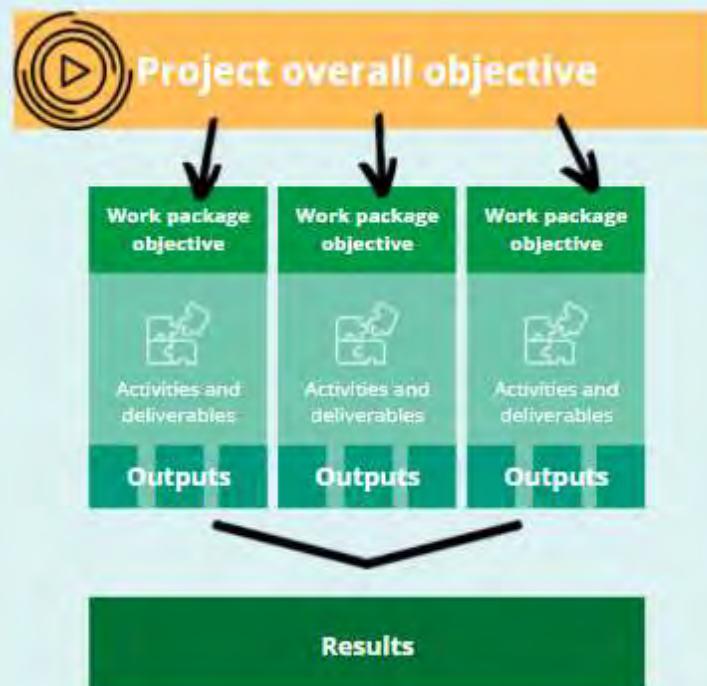 Project overall objective
Work package
objective
Work package
objective
Work package
objective
Activities and
deliverables
Activities and
deliverables
Activities and
deliverables
Outputs
Outputs
Outputs
Results